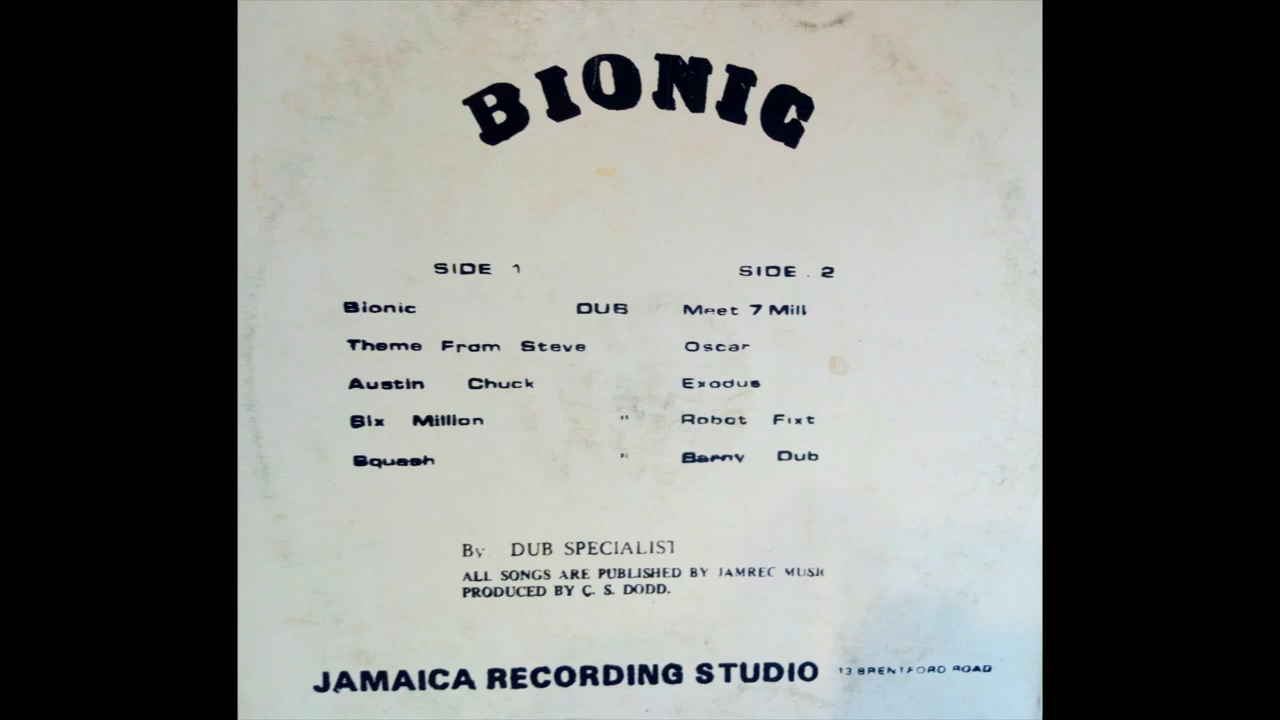 BIONIC
SIDE 1
Bionic DUB
Theme From Steve
Austin Chuck
Six Million "
Squash "
SIDE . 2
Meet 7 Mill
Oscar
Exodus
Robot Fixt
Barny Dub
By DUB SPECIALIST
ALL SONGS ARE PUBLISHED BY JAMREC MUSIC
PRODUCED BY C. S. DODD.
JAMAICA RECORDING STUDIO 13 BRENTFORD ROAD